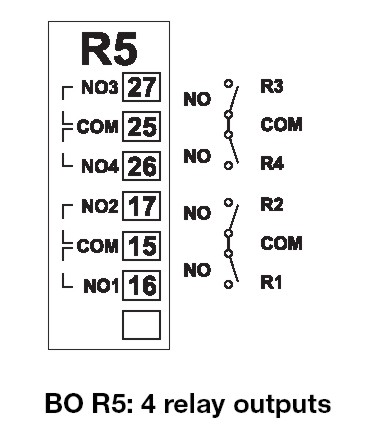 R5
NO3 27 NO R3
COM 25 COM
NO4 26 NO R4
NO2 17 NO R2
COM 15 COM
NO1 16 NO R1
BO R5: 4 relay outputs